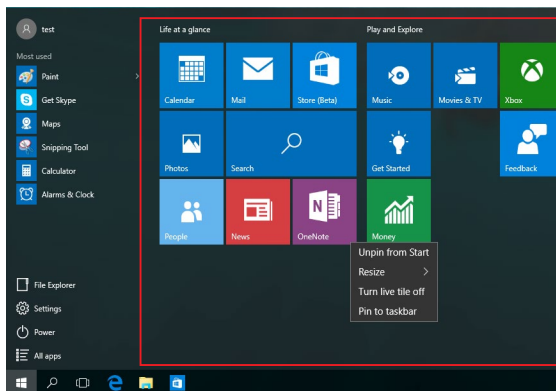 test
Most used
Paint
Get Skype
Maps
Snipping Tool
Calculator
Alarms & Clock
File Explorer
Settings
Power
All apps
Life at a glance
Calendar
Mail
Store (Beta)
Photos
Search
People
News
OneNote
Play and Explore
Music
Movies & TV
Xbox
Get Started
Feedback
Money
Unpin from Start
Resize
Turn live tile off
Pin to taskbar